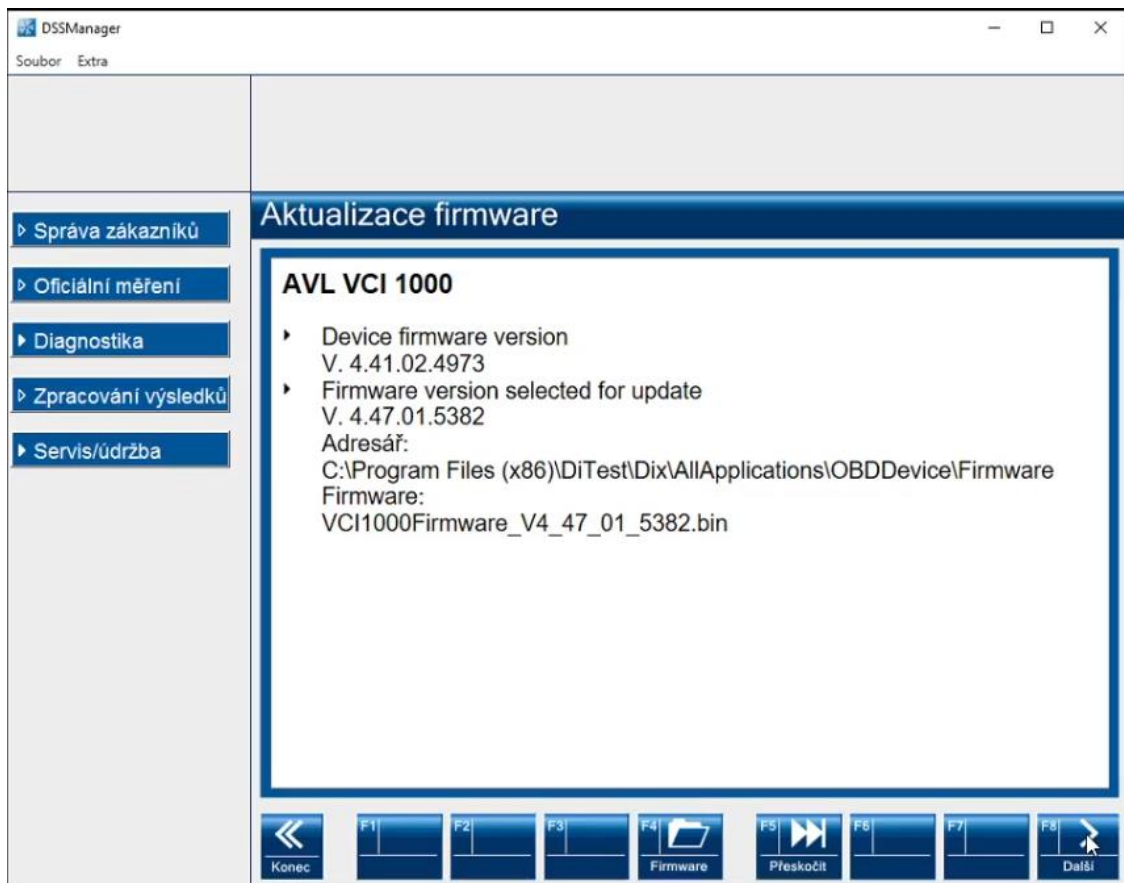 DSSManager
Soubor Extra
Správa zákazníků
Oficiální měření
Diagnostika
Zpracování výsledků
Servis/údržba
Aktualizace firmware
AVL VCI 1000
Device firmware version
V. 4.41.02.4973
Firmware version selected for update
V. 4.47.01.5382
Adresář:
C:\Program Files (x86)\DiTest\Dix\AllApplications\OBDDevice\Firmware
Firmware:
VCI1000Firmware_V4_47_01_5382.bin
F1 F2 F3 F4 F5 F6 F7 F8
Konec Firmware Přeskočit Další